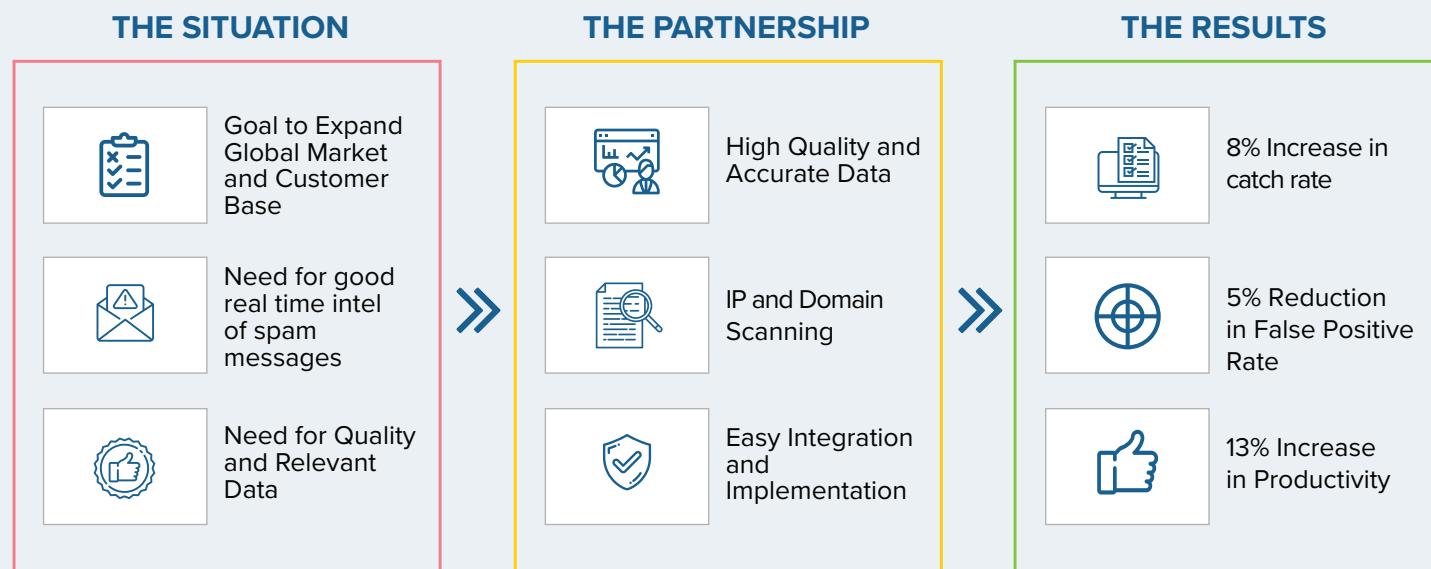 THE SITUATION
Goal to Expand
Global Market
and Customer
Base
Need for good
real time intel
of spam
messages
Need for Quality
and Relevant
Data
THE PARTNERSHIP
High Quality and
Accurate Data
IP and Domain
Scanning
Easy Integration
and
Implementation
THE RESULTS
8% Increase in
catch rate
5% Reduction
in False Positive
Rate
13% Increase
in Productivity